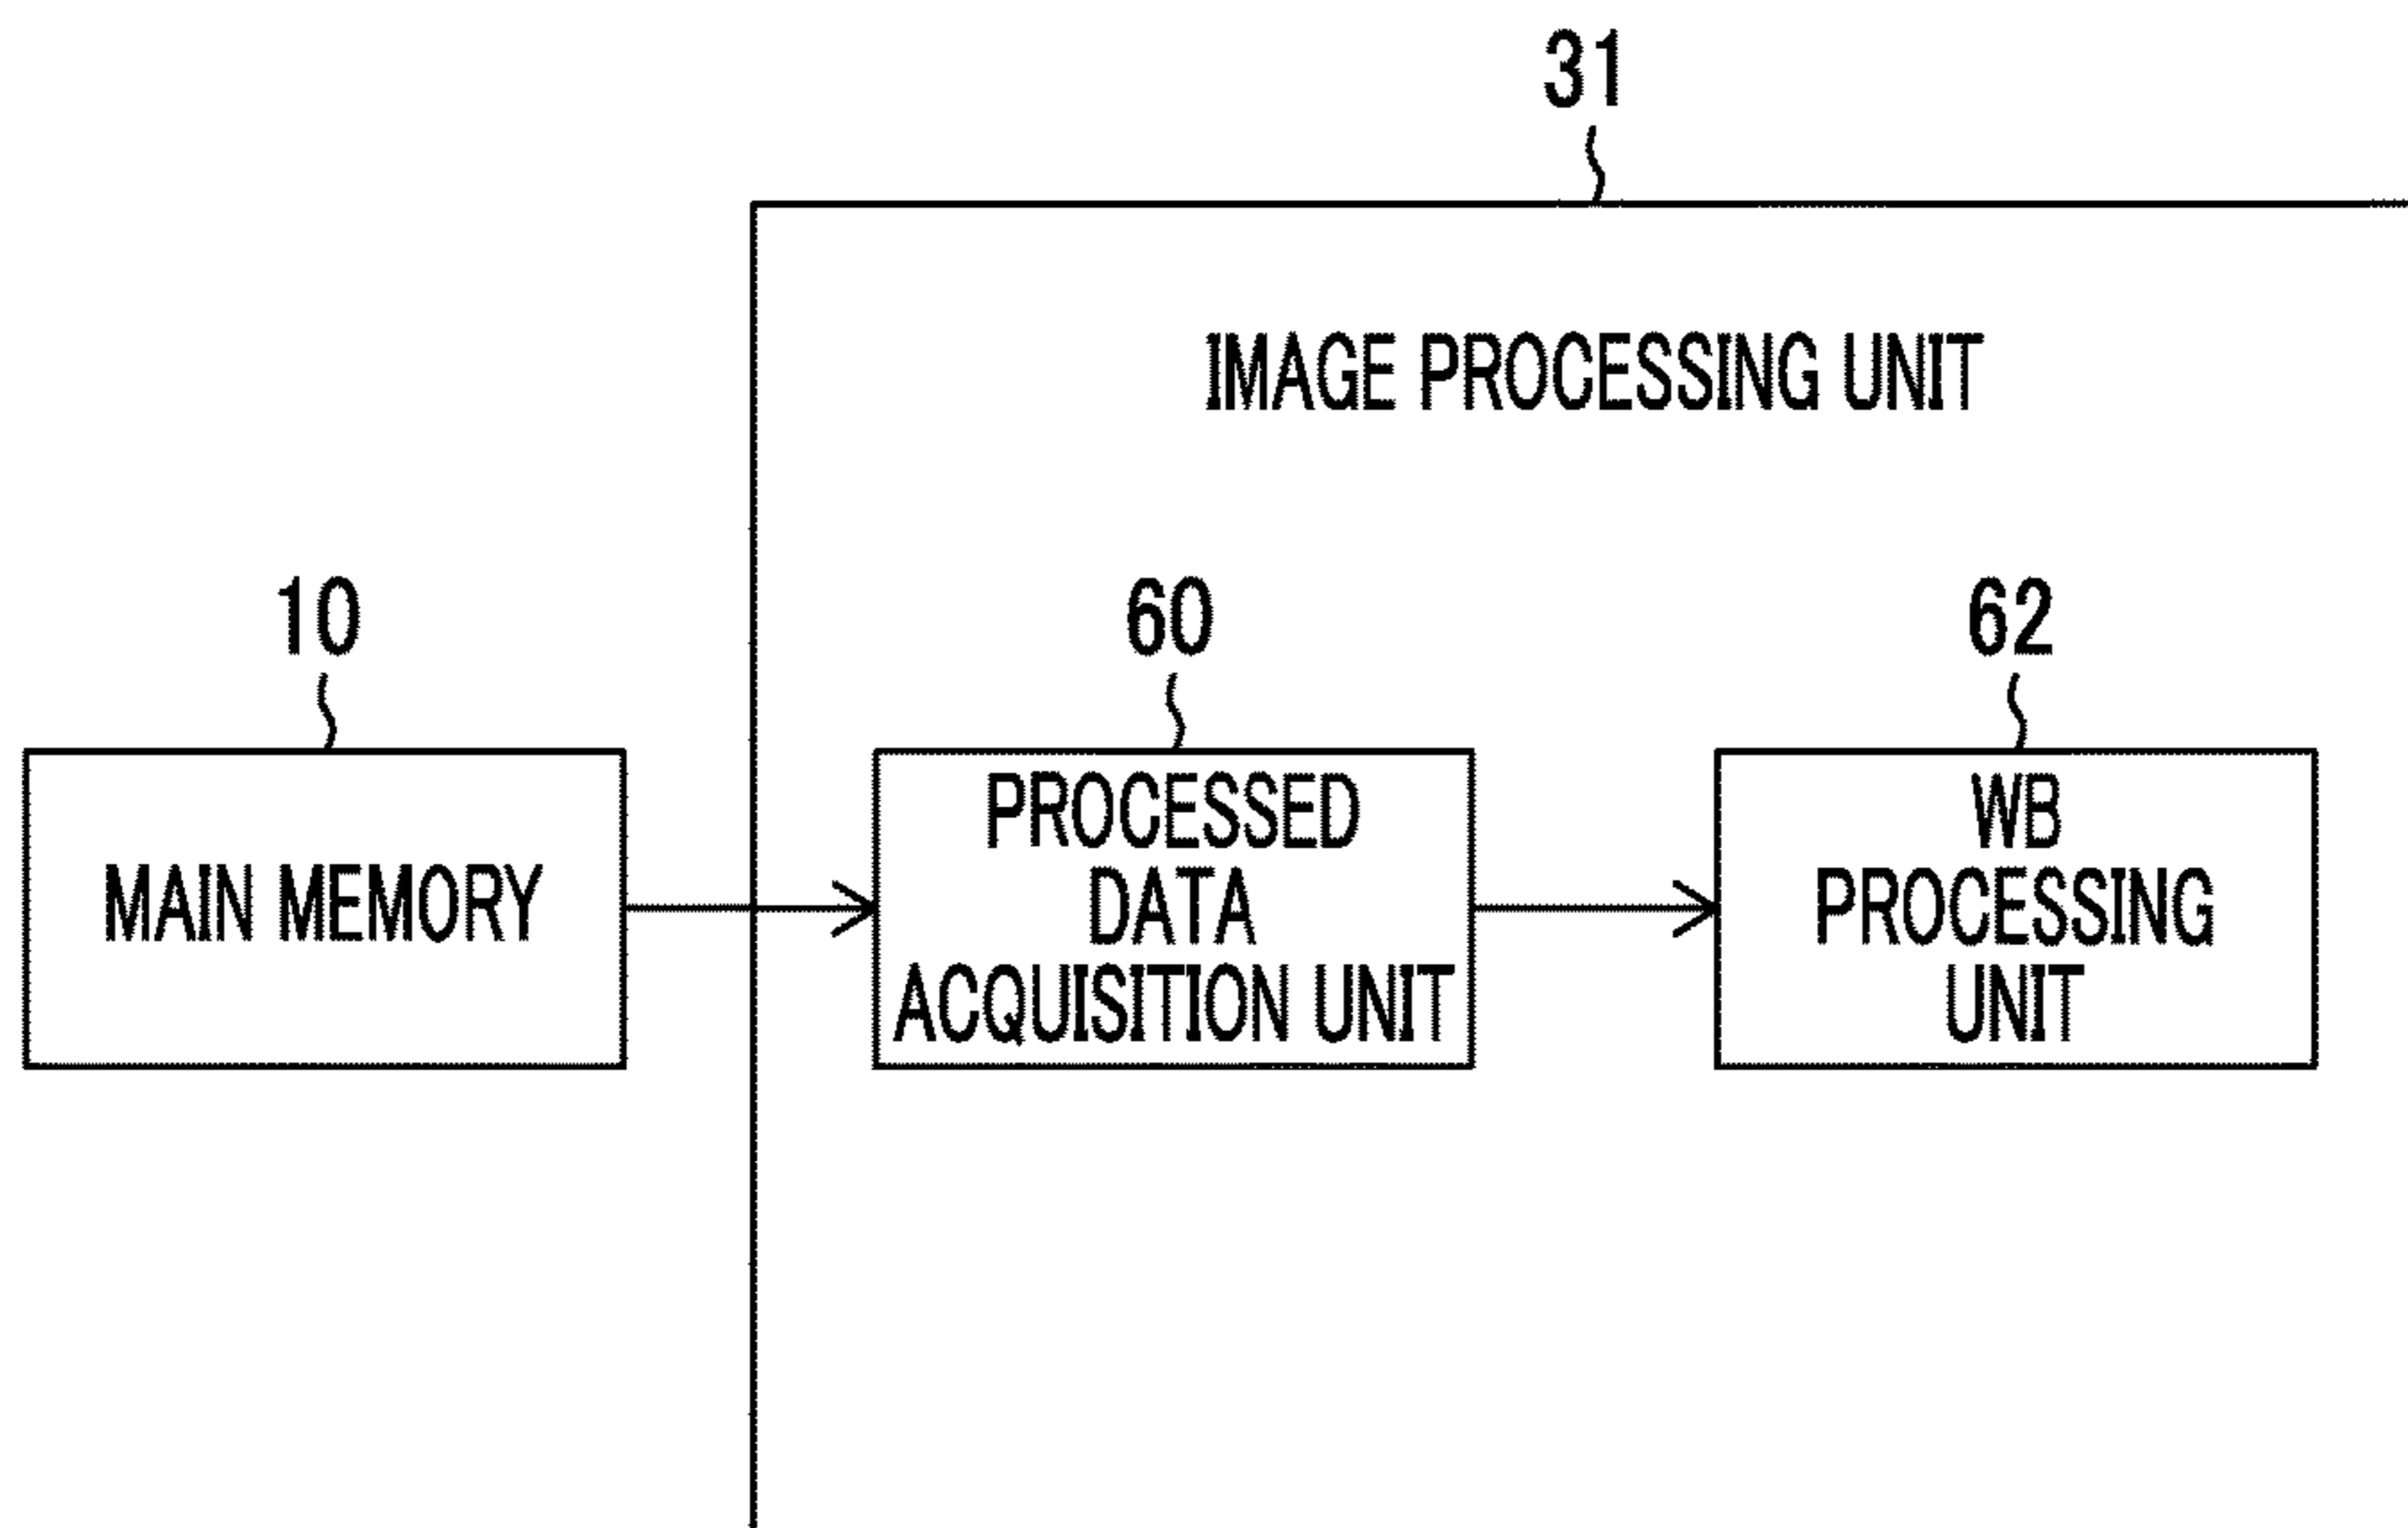 31
IMAGE PROCESSING UNIT
10
60
62
MAIN MEMORY
PROCESSED
DATA
ACQUISITION UNIT
WB
PROCESSING
UNIT